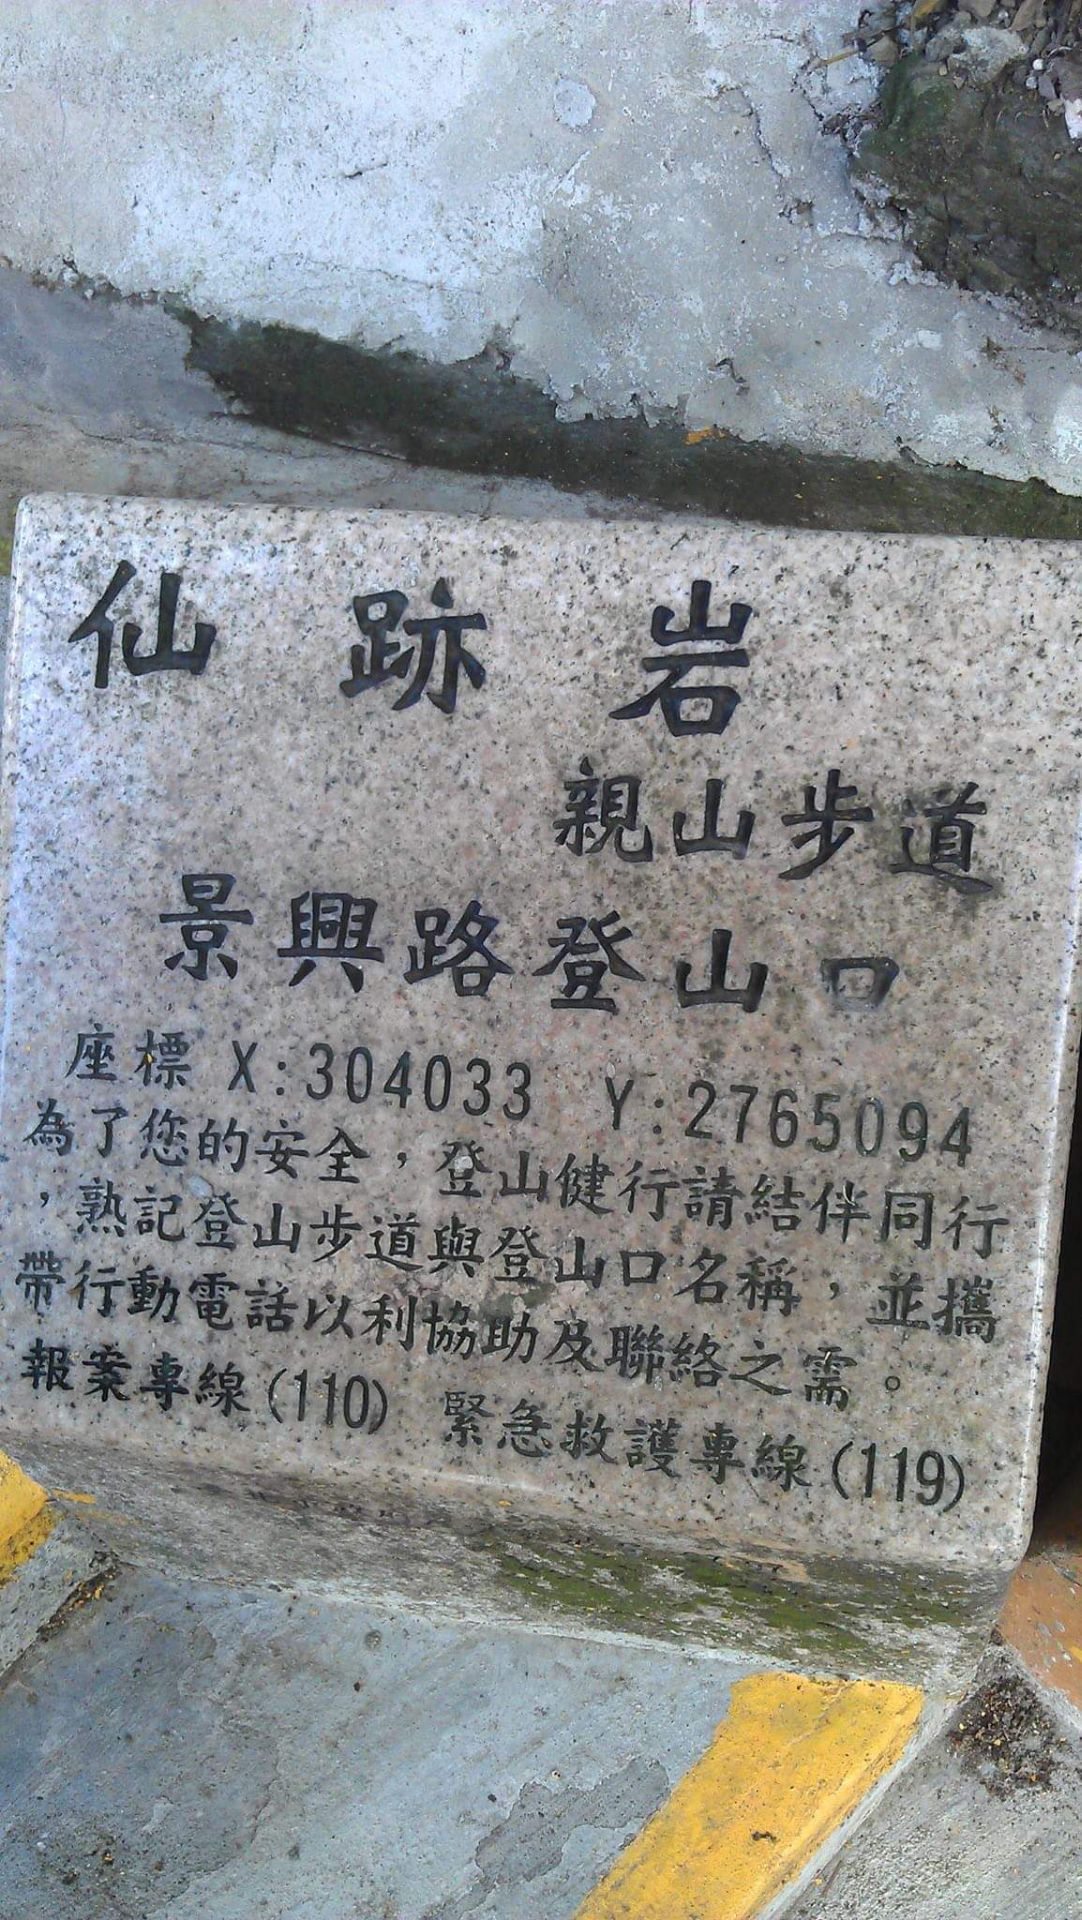 仙跡岩
親山步道
景興路登山口
座標 X:304033 Y:2765094
為了您的安全，登山健行請結伴同行
，熟記登山步道與登山口名稱，並攜
帶行動電話以利協助及聯絡之需。
報案專線(110) 緊急救護專線(119)